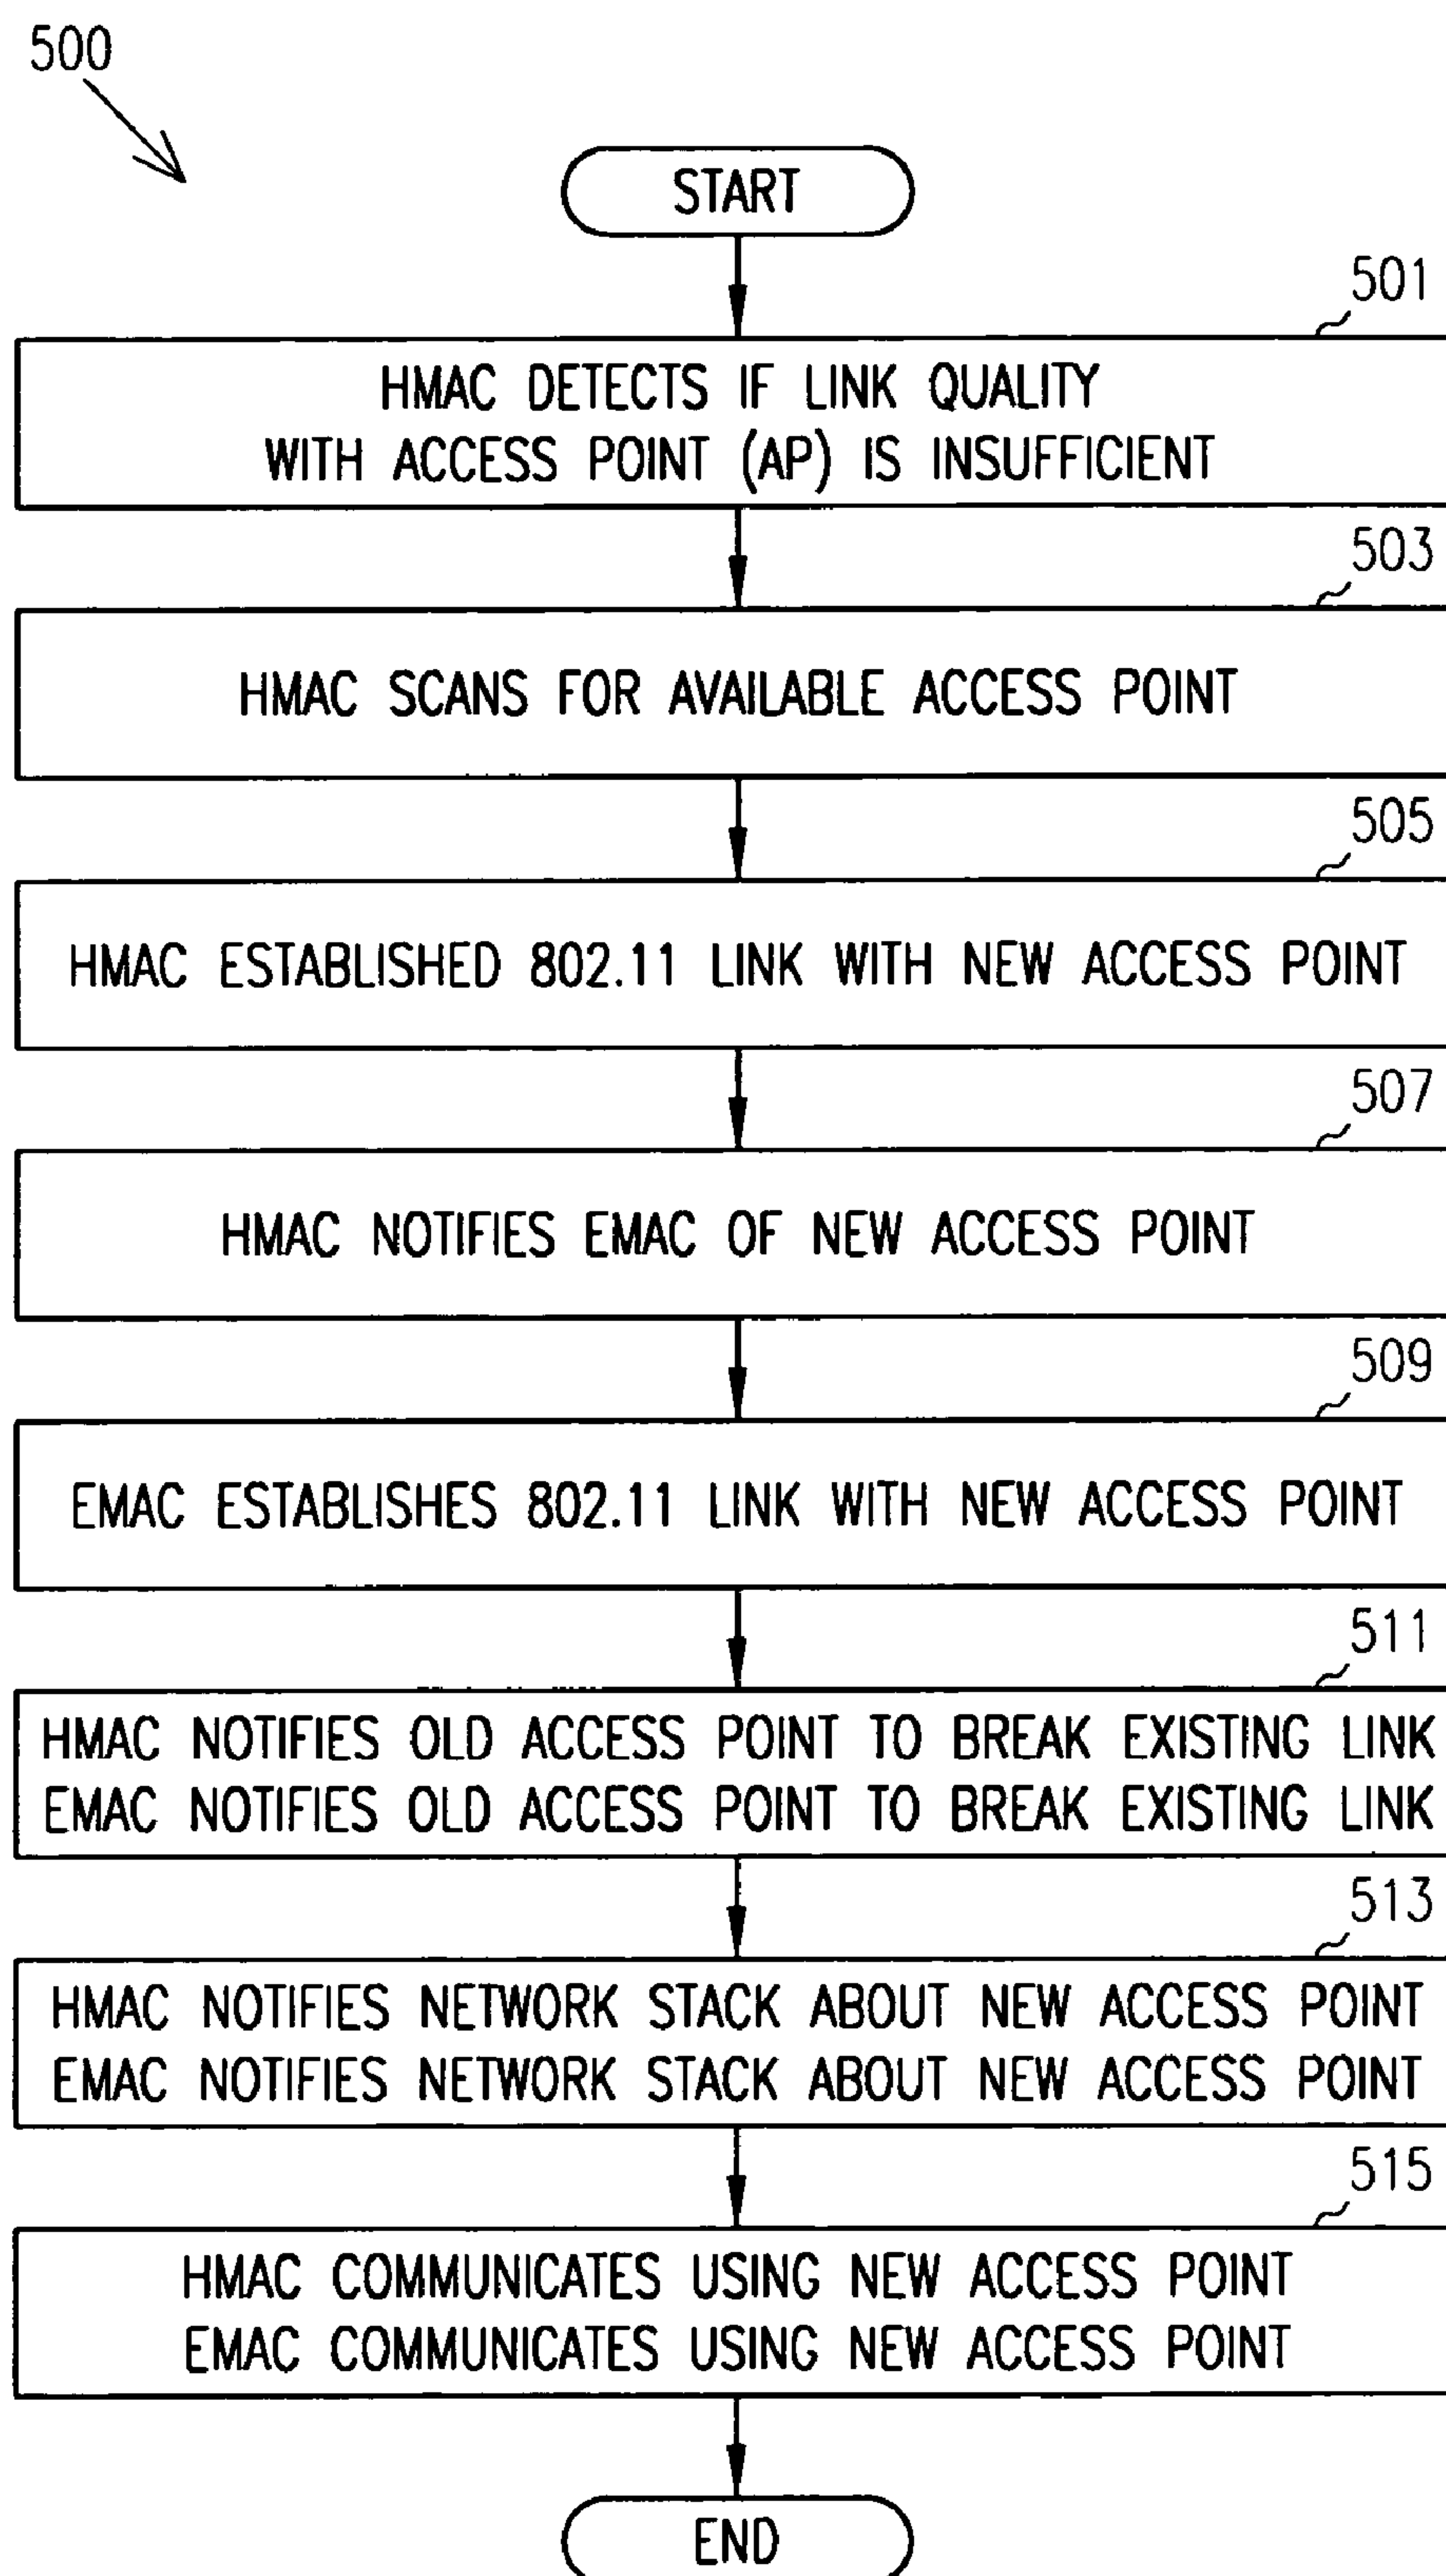 500
START
501
HMAC DETECTS IF LINK QUALITY
WITH ACCESS POINT (AP) IS INSUFFICIENT
503
HMAC SCANS FOR AVAILABLE ACCESS POINT
505
HMAC ESTABLISHED 802.11 LINK WITH NEW ACCESS POINT
507
HMAC NOTIFIES EMAC OF NEW ACCESS POINT
509
EMAC ESTABLISHES 802.11 LINK WITH NEW ACCESS POINT
511
HMAC NOTIFIES OLD ACCESS POINT TO BREAK EXISTING LINK
EMAC NOTIFIES OLD ACCESS POINT TO BREAK EXISTING LINK
513
HMAC NOTIFIES NETWORK STACK ABOUT NEW ACCESS POINT
EMAC NOTIFIES NETWORK STACK ABOUT NEW ACCESS POINT
515
HMAC COMMUNICATES USING NEW ACCESS POINT
EMAC COMMUNICATES USING NEW ACCESS POINT
END